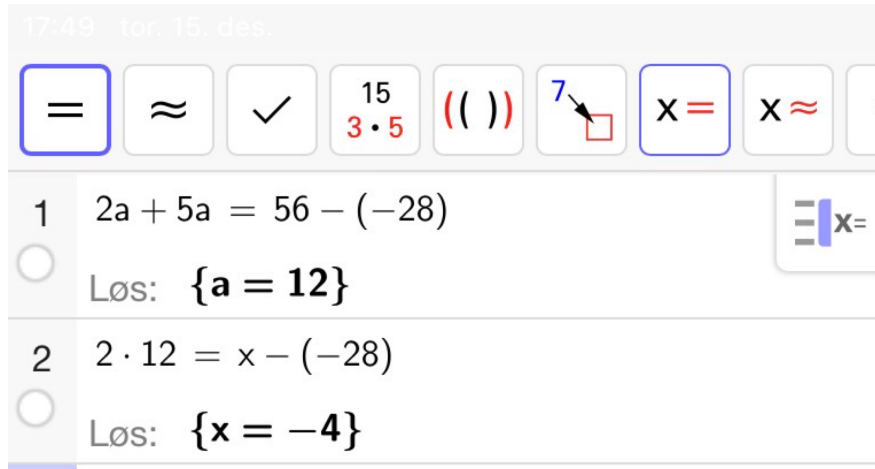 17:49 tor. 15. des.
= ≈ ✓ 15 3 · 5 (( )) 7 x = x ≈
1 2a + 5a = 56 − (−28)
x=
Løs: {a = 12}
2 2 · 12 = x − (−28)
Løs: {x = −4}